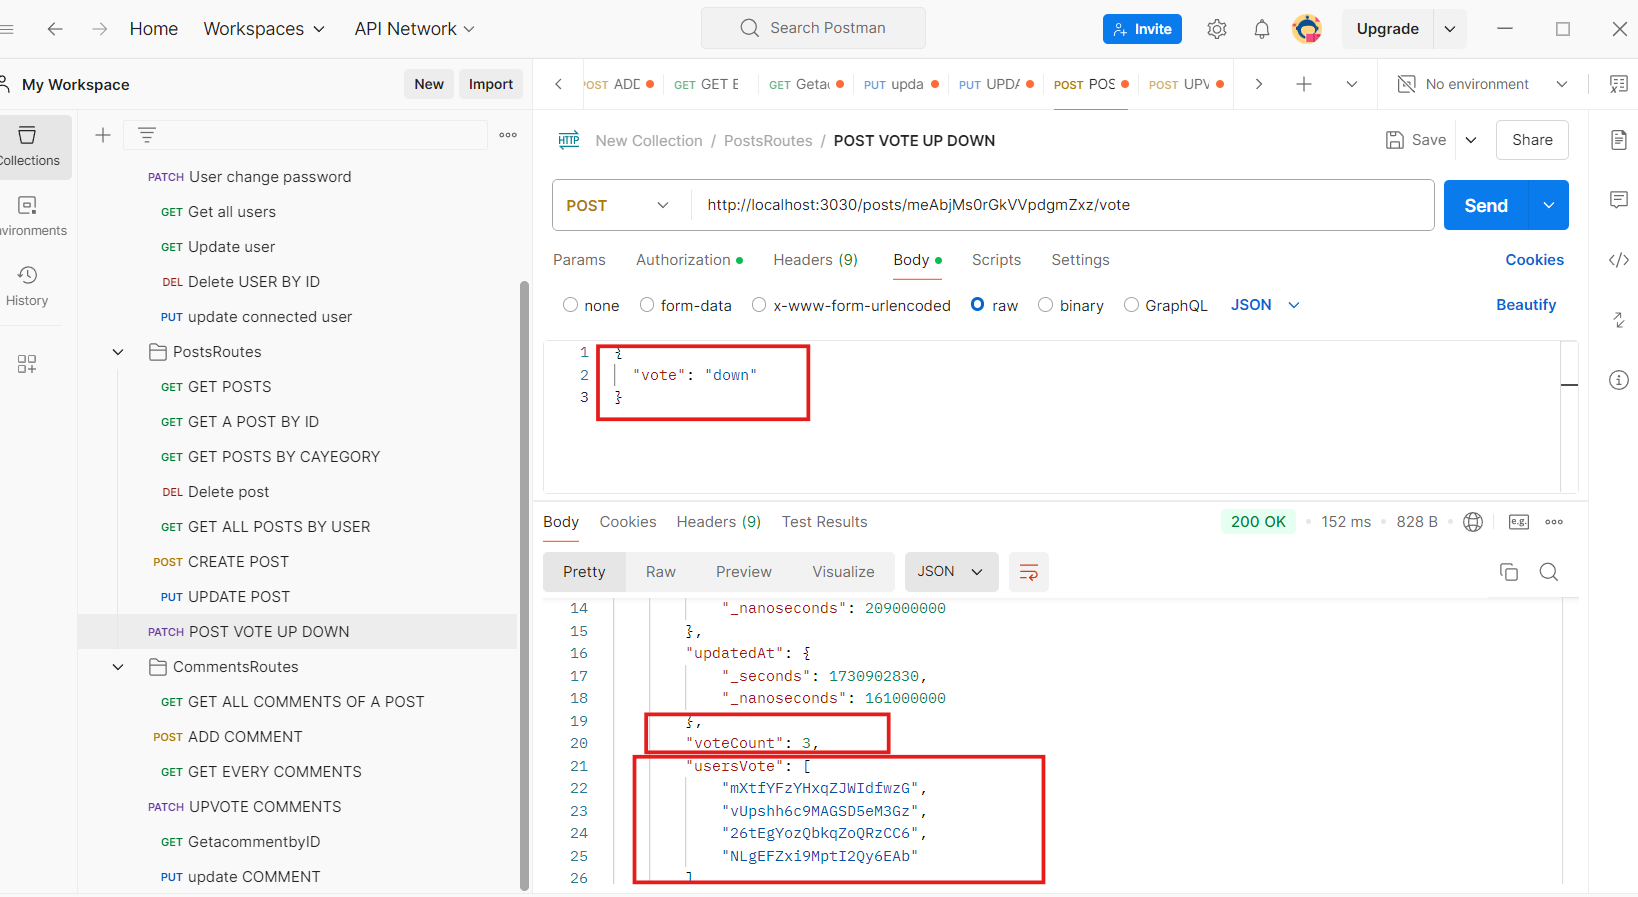 Home
Workspaces
API Network
Search Postman
Invite
Upgrade
My Workspace
New
Import
POST ADD
GET GET E
GET Geta
PUT upda
PUT UPD
POST POS
POST UPV
No environment
Collections
Environments
History
PATCH User change password
GET Get all users
GET Update user
DEL Delete USER BY ID
PUT update connected user
PostsRoutes
GET GET POSTS
GET GET A POST BY ID
GET GET POSTS BY CAYEGORY
DEL Delete post
GET GET ALL POSTS BY USER
POST CREATE POST
PUT UPDATE POST
PATCH POST VOTE UP DOWN
CommentsRoutes
GET GET ALL COMMENTS OF A POST
POST ADD COMMENT
GET GET EVERY COMMENTS
PATCH UPVOTE COMMENTS
GET GetacommentbyID
PUT update COMMENT
HTTP New Collection / PostsRoutes / POST VOTE UP DOWN
Save
Share
POST http://localhost:3030/posts/meAbjMs0rGkVVpdgmZxz/vote
Send
Params Authorization Headers (9) Body Scripts Settings Cookies
none form-data x-www-form-urlencoded raw binary GraphQL JSON Beautify
1 {
2 "vote": "down"
3 }
Body Cookies Headers (9) Test Results 200 OK 152 ms 828 B e.g.
Pretty Raw Preview Visualize JSON
14 "_nanoseconds": 209000000
15 },
16 "updatedAt": {
17 "_seconds": 1730902830,
18 "_nanoseconds": 161000000
19 },
20 "voteCount": 3,
21 "usersVote": [
22 "mXtfYFzYHxqZJWIdfwzG",
23 "vUpshh6c9MAGSD5eM3Gz",
24 "26tEgYozQbkqZoQRzCC6",
25 "NLgEFZxi9MptI2Qy6EAb"
26 ]